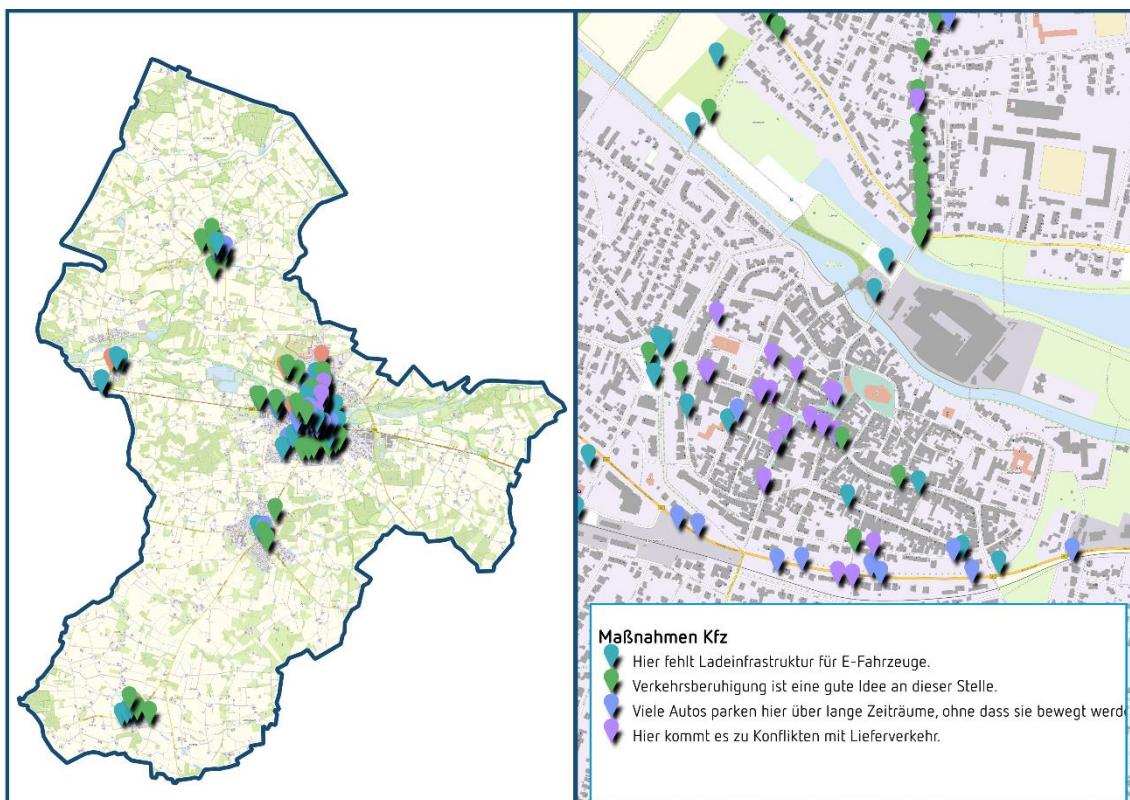 Maßnahmen Kfz
Hier fehlt Ladeinfrastruktur für E-Fahrzeuge.
Verkehrsberuhigung ist eine gute Idee an dieser Stelle.
Viele Autos parken hier über lange Zeiträume, ohne dass sie bewegt werd
Hier kommt es zu Konflikten mit Lieferverkehr.